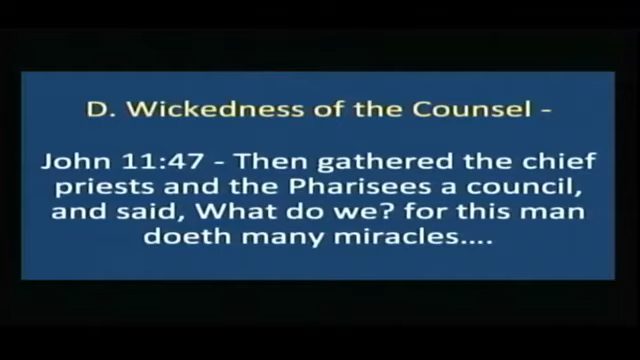 D. Wickedness of the Counsel -
John 11:47 - Then gathered the chief
priests and the Pharisees a council,
and said, What do we? for this man
doeth many miracles....